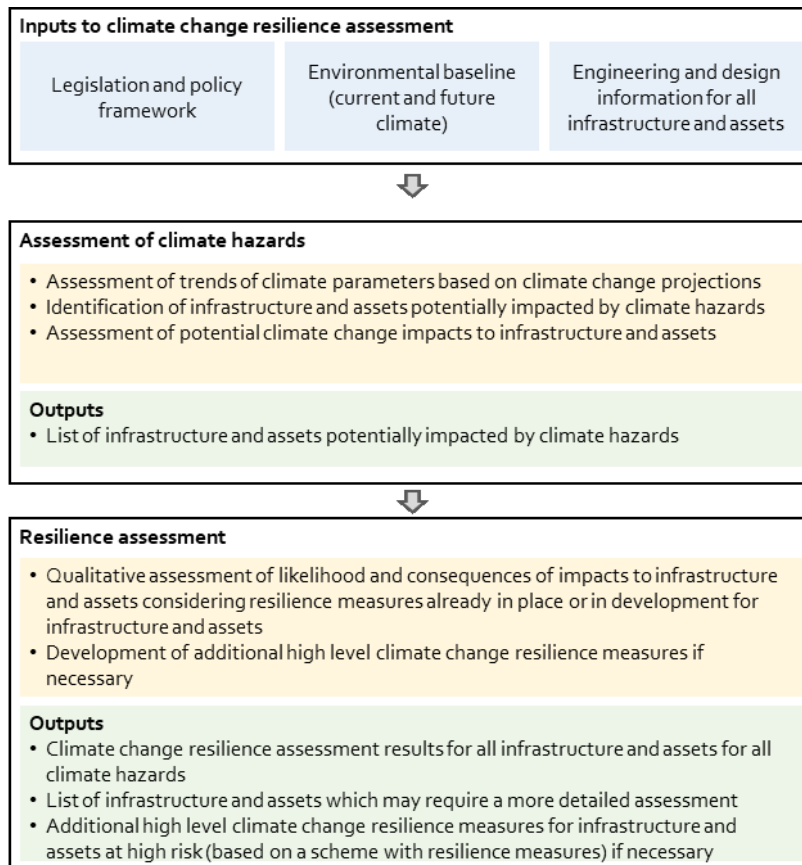 Inputs to climate change resilience assessment
Legislation and policy
framework
Environmental baseline
(current and future
climate)
Engineering and design
information for all
infrastructure and assets
Assessment of climate hazards
• Assessment of trends of climate parameters based on climate change projections
• Identification of infrastructure and assets potentially impacted by climate hazards
• Assessment of potential climate change impacts to infrastructure and assets
Outputs
• List of infrastructure and assets potentially impacted by climate hazards
Resilience assessment
• Qualitative assessment of likelihood and consequences of impacts to infrastructure
and assets considering resilience measures already in place or in development for
infrastructure and assets
• Development of additional high level climate change resilience measures if
necessary
Outputs
• Climate change resilience assessment results for all infrastructure and assets for all
climate hazards
• List of infrastructure and assets which may require a more detailed assessment
• Additional high level climate change resilience measures for infrastructure and
assets at high risk (based on a scheme with resilience measures) if necessary